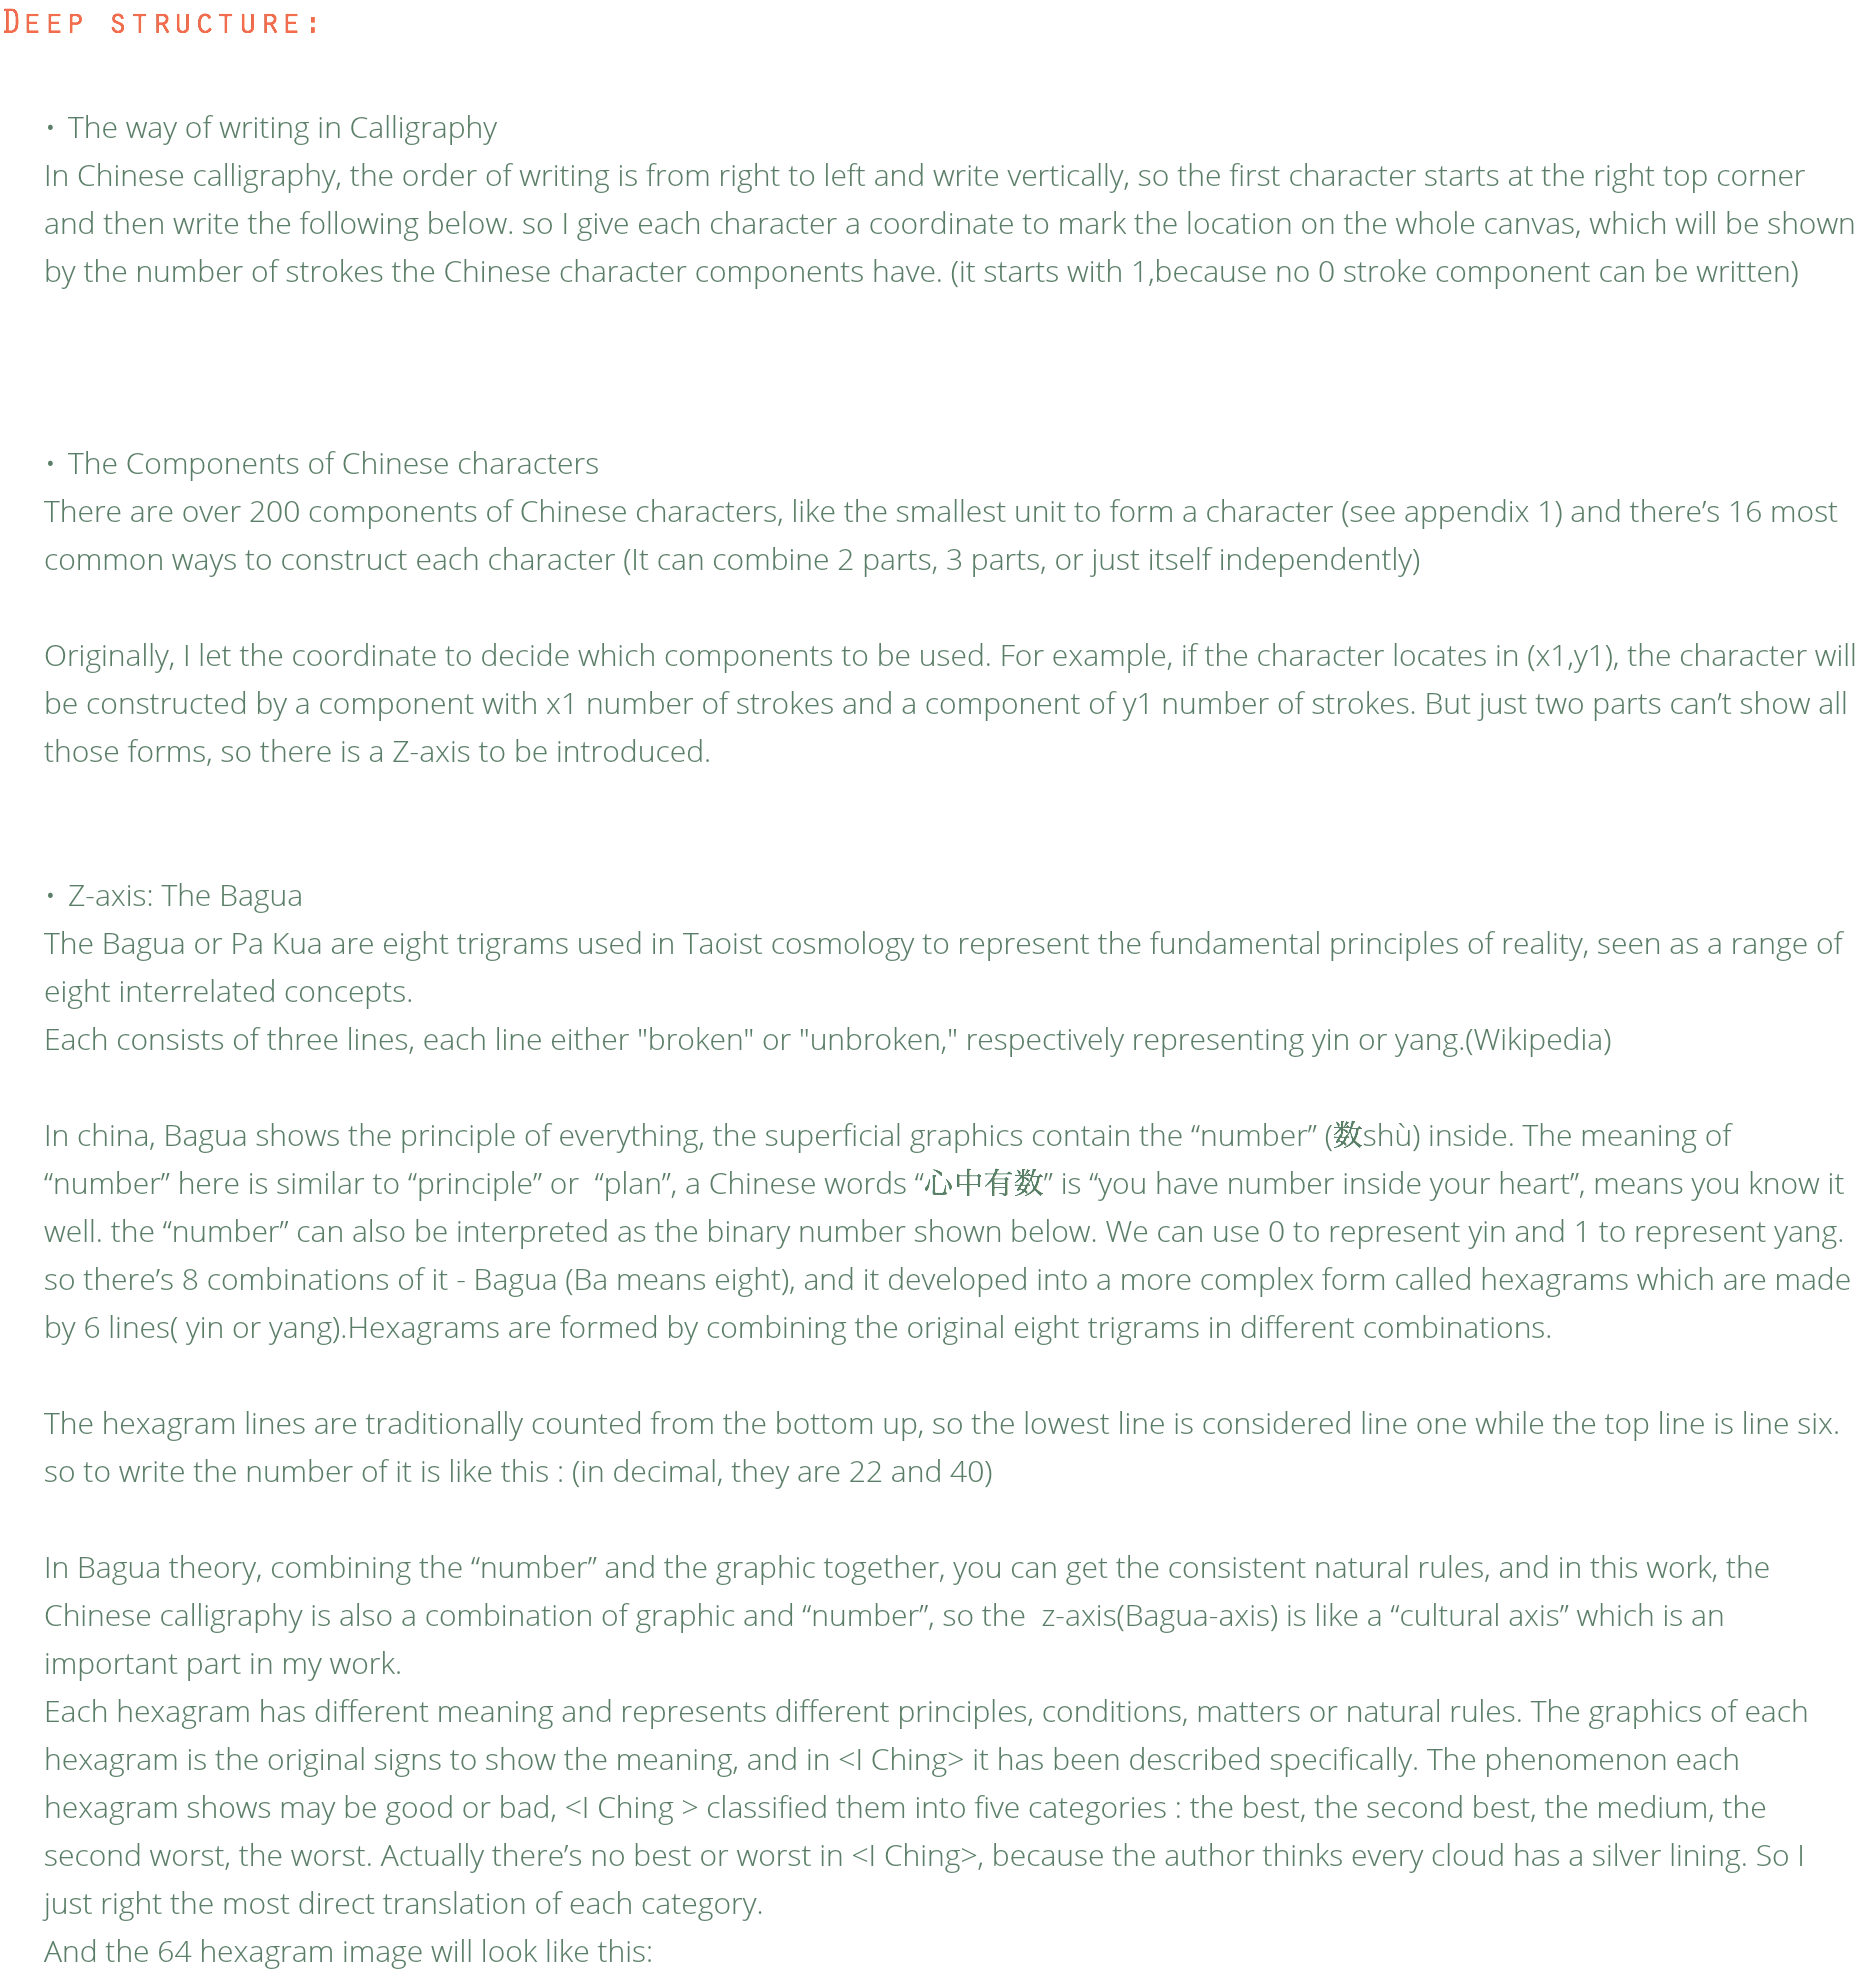 DEEP STRUCTURE:
• The way of writing in Calligraphy
In Chinese calligraphy, the order of writing is from right to left and write vertically, so the first character starts at the right top corner
and then write the following below. so I give each character a coordinate to mark the location on the whole canvas, which will be shown
by the number of strokes the Chinese character components have. (it starts with 1,because no 0 stroke component can be written)
• The Components of Chinese characters
There are over 200 components of Chinese characters, like the smallest unit to form a character (see appendix 1) and there’s 16 most
common ways to construct each character (It can combine 2 parts, 3 parts, or just itself independently)
Originally, I let the coordinate to decide which components to be used. For example, if the character locates in (x1,y1), the character will
be constructed by a component with x1 number of strokes and a component of y1 number of strokes. But just two parts can’t show all
those forms, so there is a Z-axis to be introduced.
• Z-axis: The Bagua
The Bagua or Pa Kua are eight trigrams used in Taoist cosmology to represent the fundamental principles of reality, seen as a range of
eight interrelated concepts.
Each consists of three lines, each line either "broken" or "unbroken," respectively representing yin or yang.(Wikipedia)
In china, Bagua shows the principle of everything, the superficial graphics contain the “number” (数shù) inside. The meaning of
“number” here is similar to “principle” or  “plan”, a Chinese words “心中有数” is “you have number inside your heart”, means you know it
well. the “number” can also be interpreted as the binary number shown below. We can use 0 to represent yin and 1 to represent yang.
so there’s 8 combinations of it - Bagua (Ba means eight), and it developed into a more complex form called hexagrams which are made
by 6 lines( yin or yang).Hexagrams are formed by combining the original eight trigrams in different combinations.
The hexagram lines are traditionally counted from the bottom up, so the lowest line is considered line one while the top line is line six.
so to write the number of it is like this : (in decimal, they are 22 and 40)
In Bagua theory, combining the “number” and the graphic together, you can get the consistent natural rules, and in this work, the
Chinese calligraphy is also a combination of graphic and “number”, so the  z-axis(Bagua-axis) is like a “cultural axis” which is an
important part in my work.
Each hexagram has different meaning and represents different principles, conditions, matters or natural rules. The graphics of each
hexagram is the original signs to show the meaning, and in <I Ching> it has been described specifically. The phenomenon each
hexagram shows may be good or bad, <I Ching > classified them into five categories : the best, the second best, the medium, the
second worst, the worst. Actually there’s no best or worst in <I Ching>, because the author thinks every cloud has a silver lining. So I
just right the most direct translation of each category.
And the 64 hexagram image will look like this: